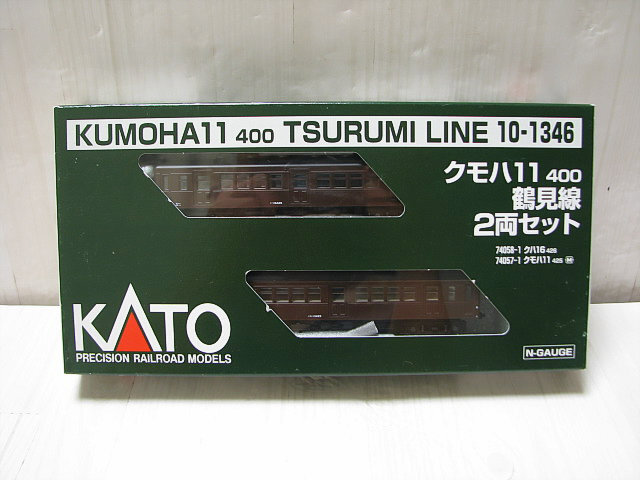 KUMOHA11 400 TSURUMI LINE 10-1346
クモハ11 400
鶴見線
2両セット
74058-1 クハ16 426
74057-1 クモハ11 425 M
KATO
PRECISION RAILROAD MODELS
N-GAUGE